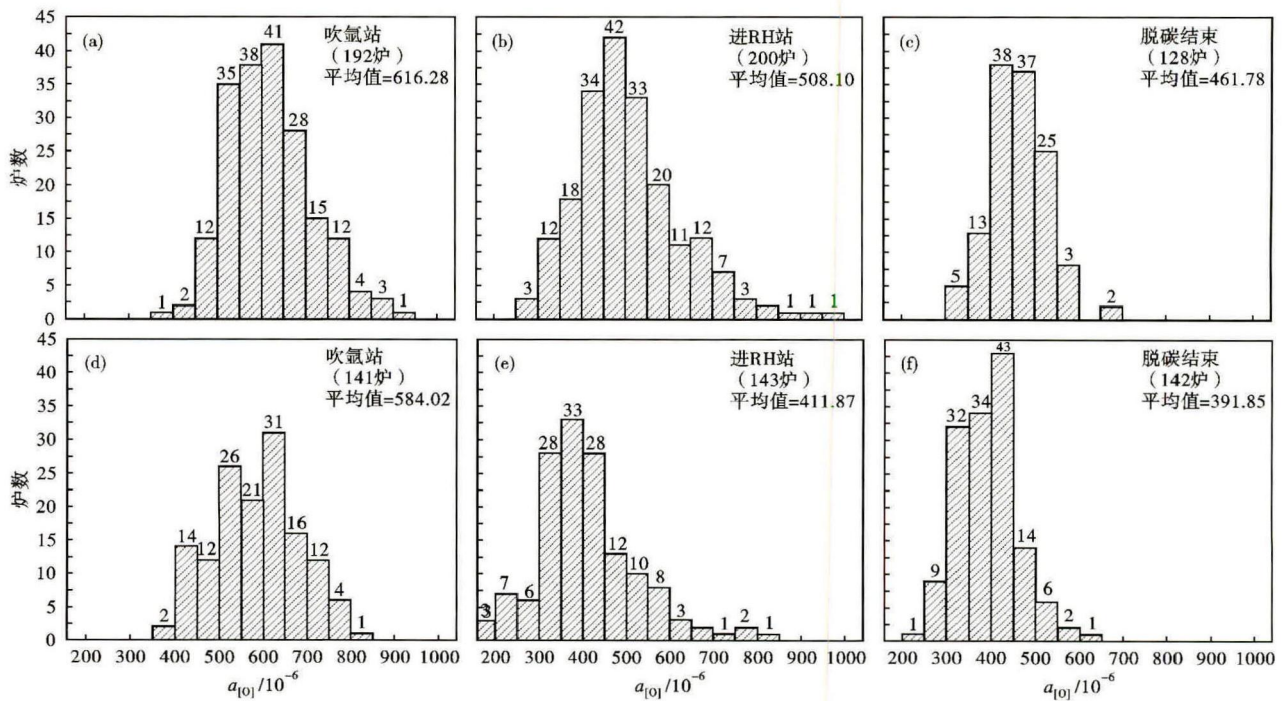 45
40
35
30
25
20
15
10
5
0
炉数
(a)
吹氩站
（192炉）
平均值=616.28
1 2 12 35 38 41 28 15 12 4 3 1
(b)
进RH站
（200炉）
平均值=508.10
3 12 18 34 42 33 20 11 12 7 3 1 1 1
(c)
脱碳结束
（128炉）
平均值=461.78
5 13 38 37 25 3 2
45
40
35
30
25
20
15
10
5
0
炉数
(d)
吹氩站
（141炉）
平均值=584.02
2 14 12 26 21 31 16 12 4 1
200 300 400 500 600 700 800 900 1000
a[O]/10⁻⁶
(e)
进RH站
（143炉）
平均值=411.87
3 7 6 28 33 28 12 10 8 3 1 2 1
200 300 400 500 600 700 800 900 1000
a[O]/10⁻⁶
(f)
脱碳结束
（142炉）
平均值=391.85
1 9 32 34 43 14 6 2 1
200 300 400 500 600 700 800 900 1000
a[O]/10⁻⁶